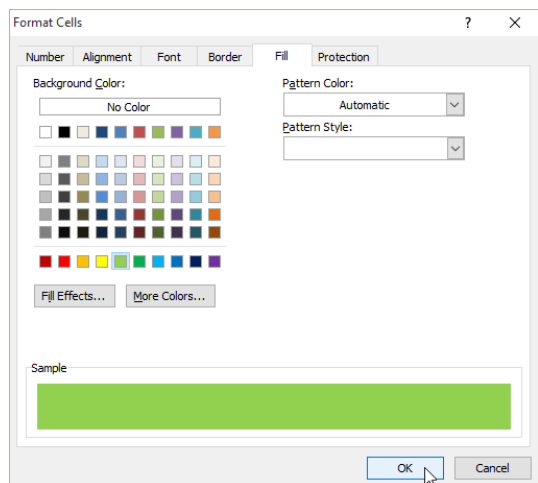 Format Cells
?
Number Alignment Font Border Fill Protection
Background Color:
No Color
Pattern Color:
Automatic
Pattern Style:
Fill Effects...
More Colors...
Sample
OK
Cancel